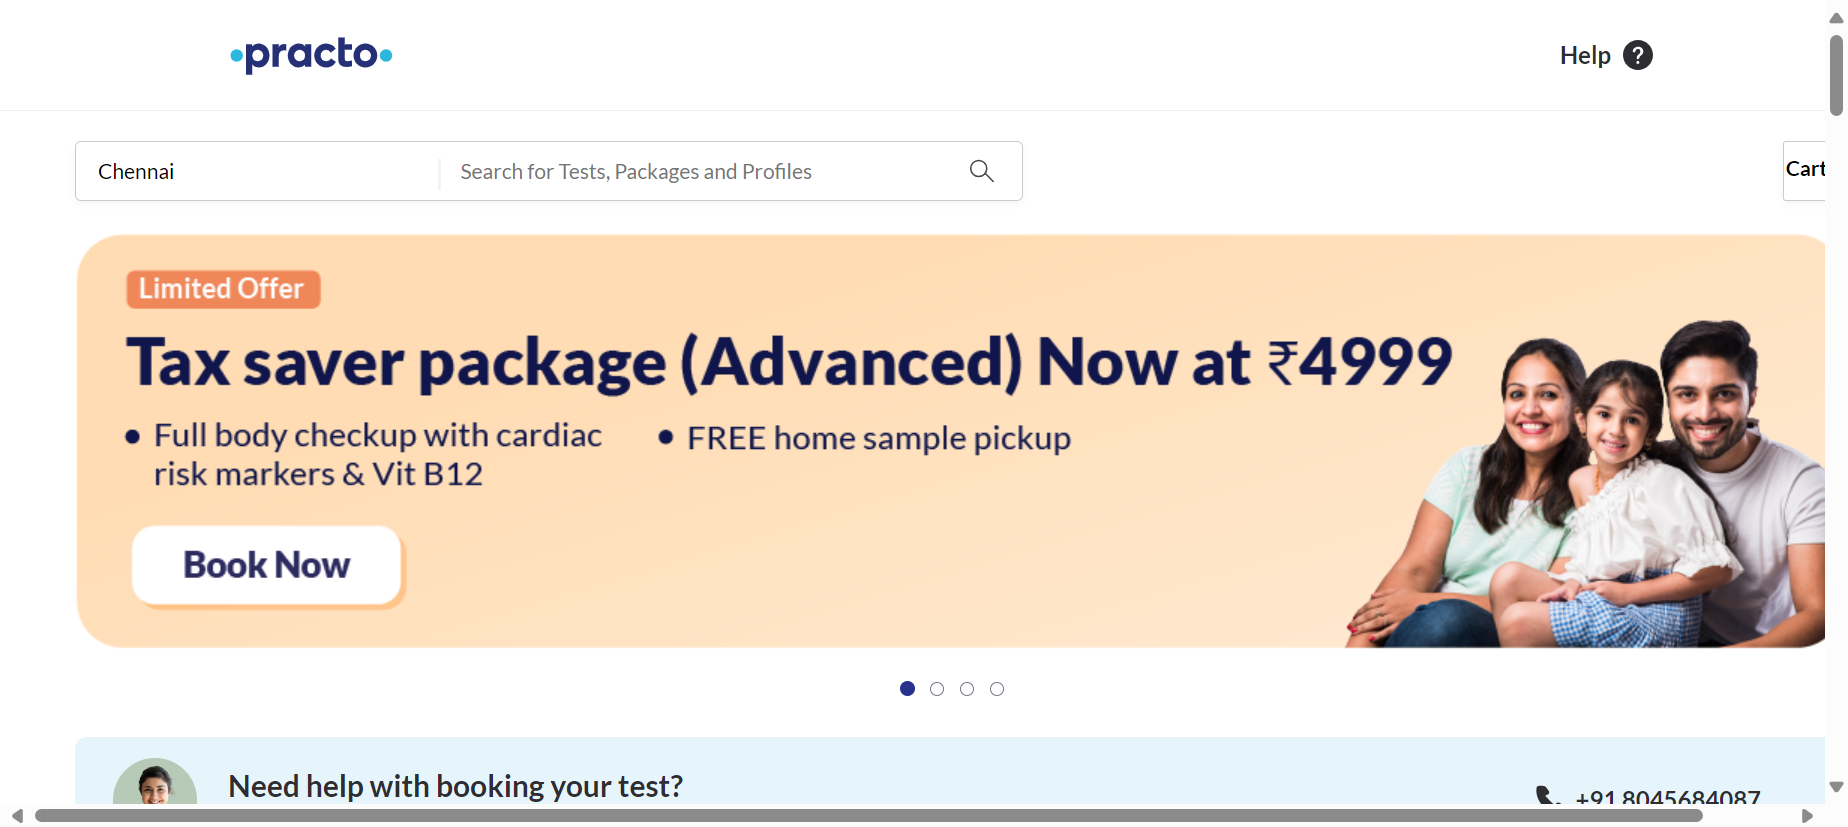 practo
Help ?
Chennai
Search for Tests, Packages and Profiles
Cart
Limited Offer
Tax saver package (Advanced) Now at ₹4999
• Full body checkup with cardiac
risk markers & Vit B12
• FREE home sample pickup
Book Now
Need help with booking your test?
+91 8045684087